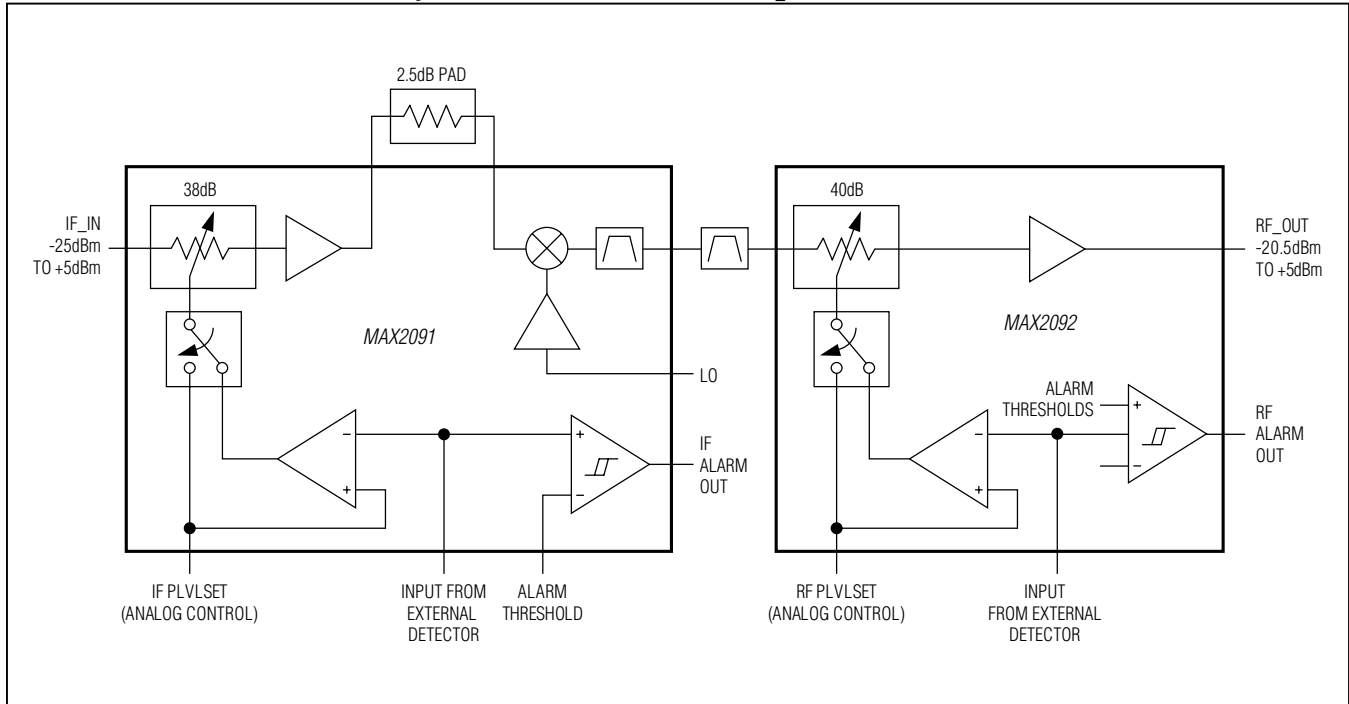 2.5dB PAD
38dB
40dB
IF_IN
-25dBm
TO +5dBm
RF_OUT
-20.5dBm
TO +5dBm
MAX2091
MAX2092
LO
ALARM
THRESHOLDS
+
-
RF
ALARM
OUT
-
+
+
-
IF
ALARM
OUT
-
+
IF PLVLSET
(ANALOG CONTROL)
INPUT FROM
EXTERNAL
DETECTOR
ALARM
THRESHOLD
RF PLVLSET
(ANALOG CONTROL)
INPUT
FROM EXTERNAL
DETECTOR